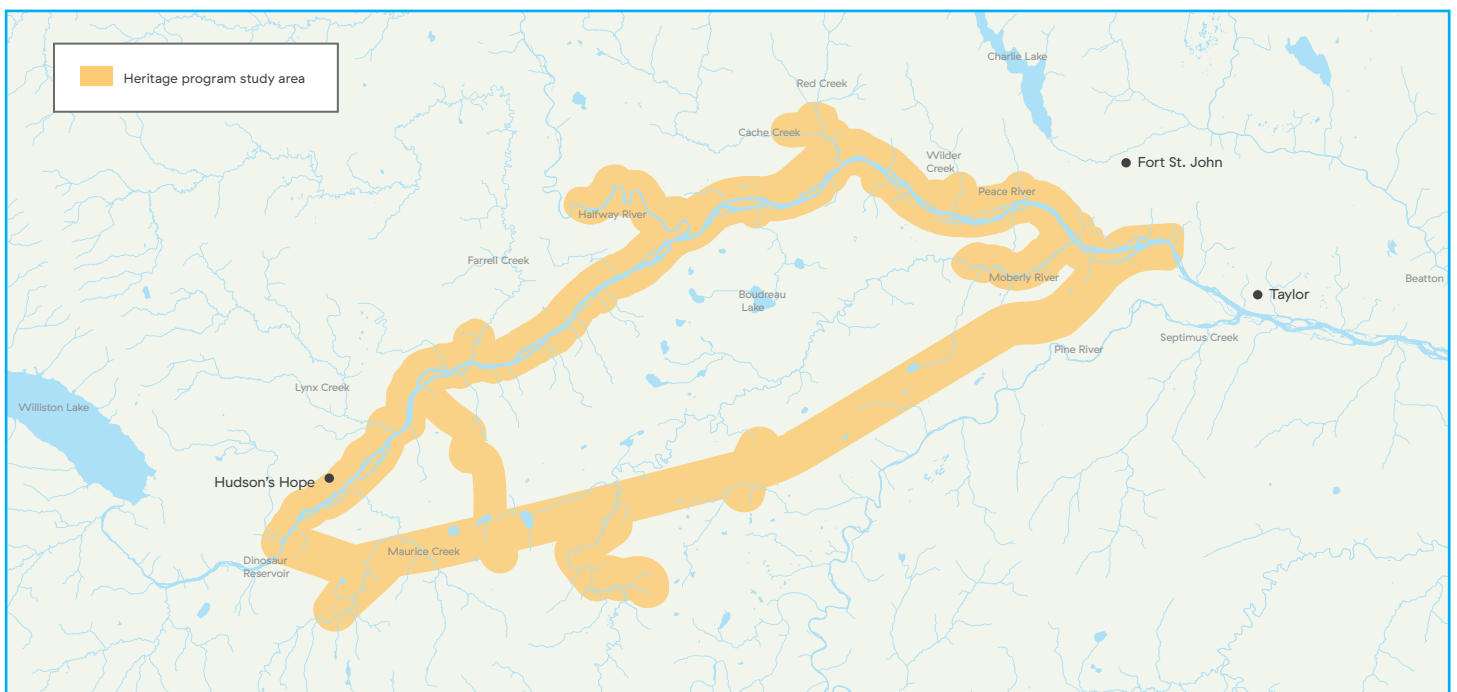 Heritage program study area
Charlie Lake
Red Creek
Cache Creek
Wilder
Creek
Fort St. John
Peace River
Halfway River
Farrell Creek
Moberly River
Beatton
Boudreau
Lake
Taylor
Septimus Creek
Pine River
Lynx Creek
Williston Lake
Hudson's Hope
Maurice Creek
Dinosaur
Reservoir